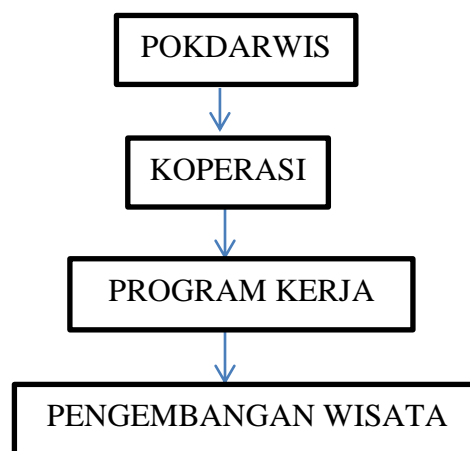 POKDARWIS
KOPERASI
PROGRAM KERJA
PENGEMBANGAN WISATA